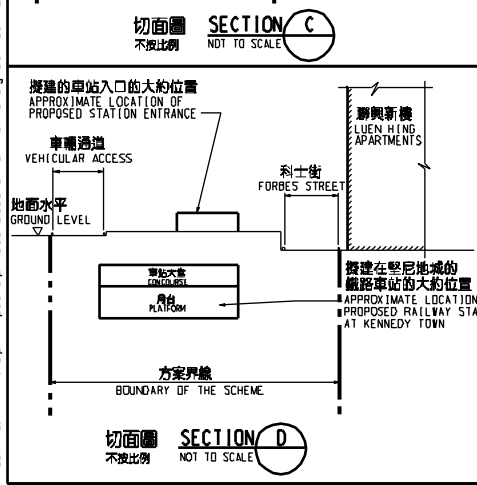 切面圖 SECTION C
不按比例 NOT TO SCALE
擬建的車站入口的大約位置
APPROXIMATE LOCATION OF
PROPOSED STATION ENTRANCE
車輛通道
VEHICULAR ACCESS
聯興新樓
LUEN HING
APARTMENTS
科士街
FORBES STREET
地面水平
GROUND LEVEL
車站大堂
CONCOURSE
月台
PLATFORM
擬建在堅尼地城的
鐵路車站的大約位置
APPROXIMATE LOCATION
PROPOSED RAILWAY STA
AT KENNEDY TOWN
方案界線
BOUNDARY OF THE SCHEME
切面圖 SECTION D
不按比例 NOT TO SCALE